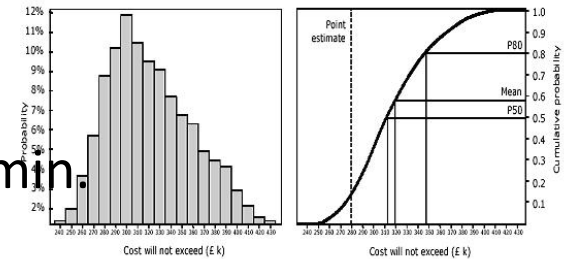 12%
11%
10%
9%
8%
7%
6%
5%
4%
3%
2%
Probability
min.
240 250 260 270 280 290 300 310 320 330 340 350 360 370 380 390 400 410 420 430
Cost will not exceed (£ k)
Point
estimate
P80
Mean
P50
1.0
0.9
0.8
0.7
0.6
0.5
0.4
0.3
0.2
0.1
Cumulative probability
240 250 260 270 280 290 300 310 320 330 340 350 360 370 380 390 400 410 420 430
Cost will not exceed (£ k)